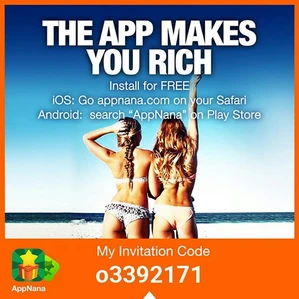 THE APP MAKES
YOU RICH
Install for FREE
iOS: Go appnana.com on your Safari
Android: search "AppNana" on Play Store
My Invitation Code
o3392171
AppNana